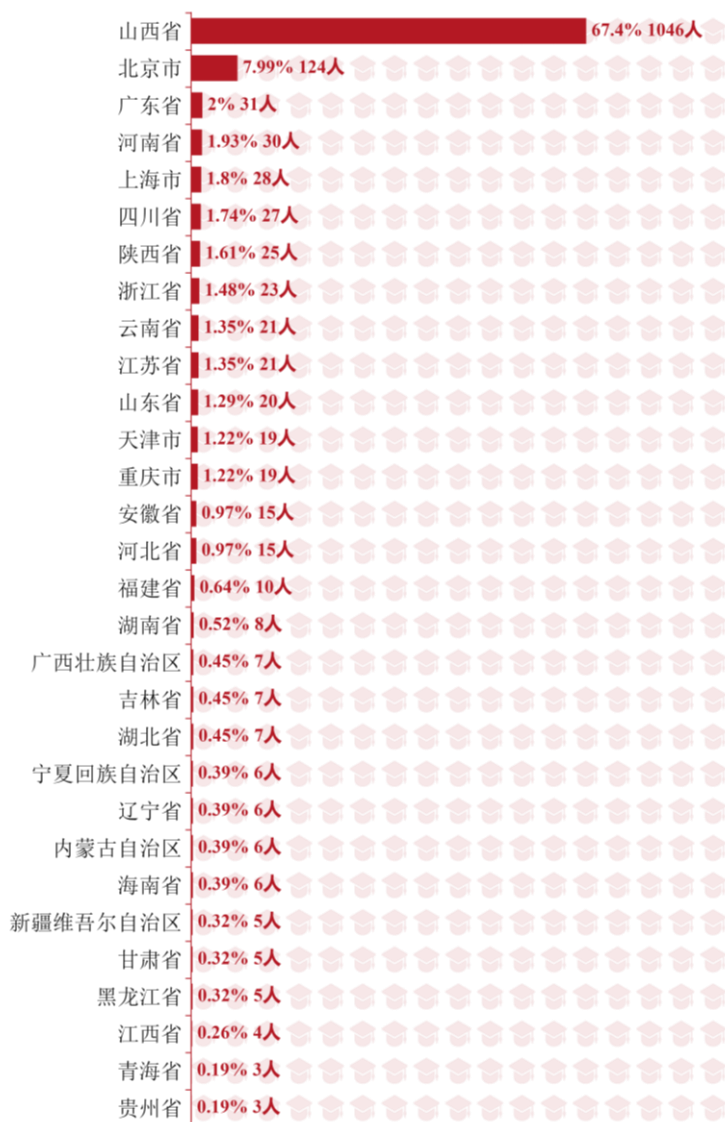 山西省 67.4% 1046人
北京市 7.99% 124人
广东省 2% 31人
河南省 1.93% 30人
上海市 1.8% 28人
四川省 1.74% 27人
陕西省 1.61% 25人
浙江省 1.48% 23人
云南省 1.35% 21人
江苏省 1.35% 21人
山东省 1.29% 20人
天津市 1.22% 19人
重庆市 1.22% 19人
安徽省 0.97% 15人
河北省 0.97% 15人
福建省 0.64% 10人
湖南省 0.52% 8人
广西壮族自治区 0.45% 7人
吉林省 0.45% 7人
湖北省 0.45% 7人
宁夏回族自治区 0.39% 6人
辽宁省 0.39% 6人
内蒙古自治区 0.39% 6人
海南省 0.39% 6人
新疆维吾尔自治区 0.32% 5人
甘肃省 0.32% 5人
黑龙江省 0.32% 5人
江西省 0.26% 4人
青海省 0.19% 3人
贵州省 0.19% 3人